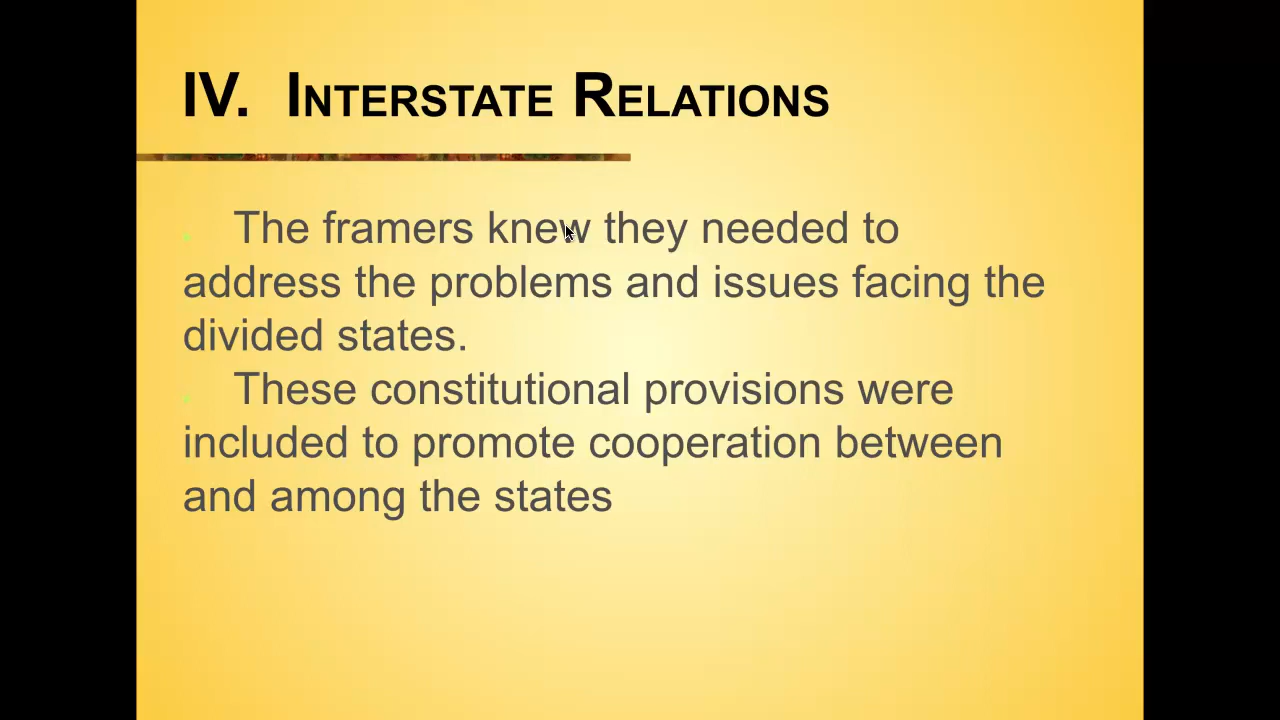 IV. Interstate Relations
The framers knew they needed to
address the problems and issues facing the
divided states.
These constitutional provisions were
included to promote cooperation between
and among the states